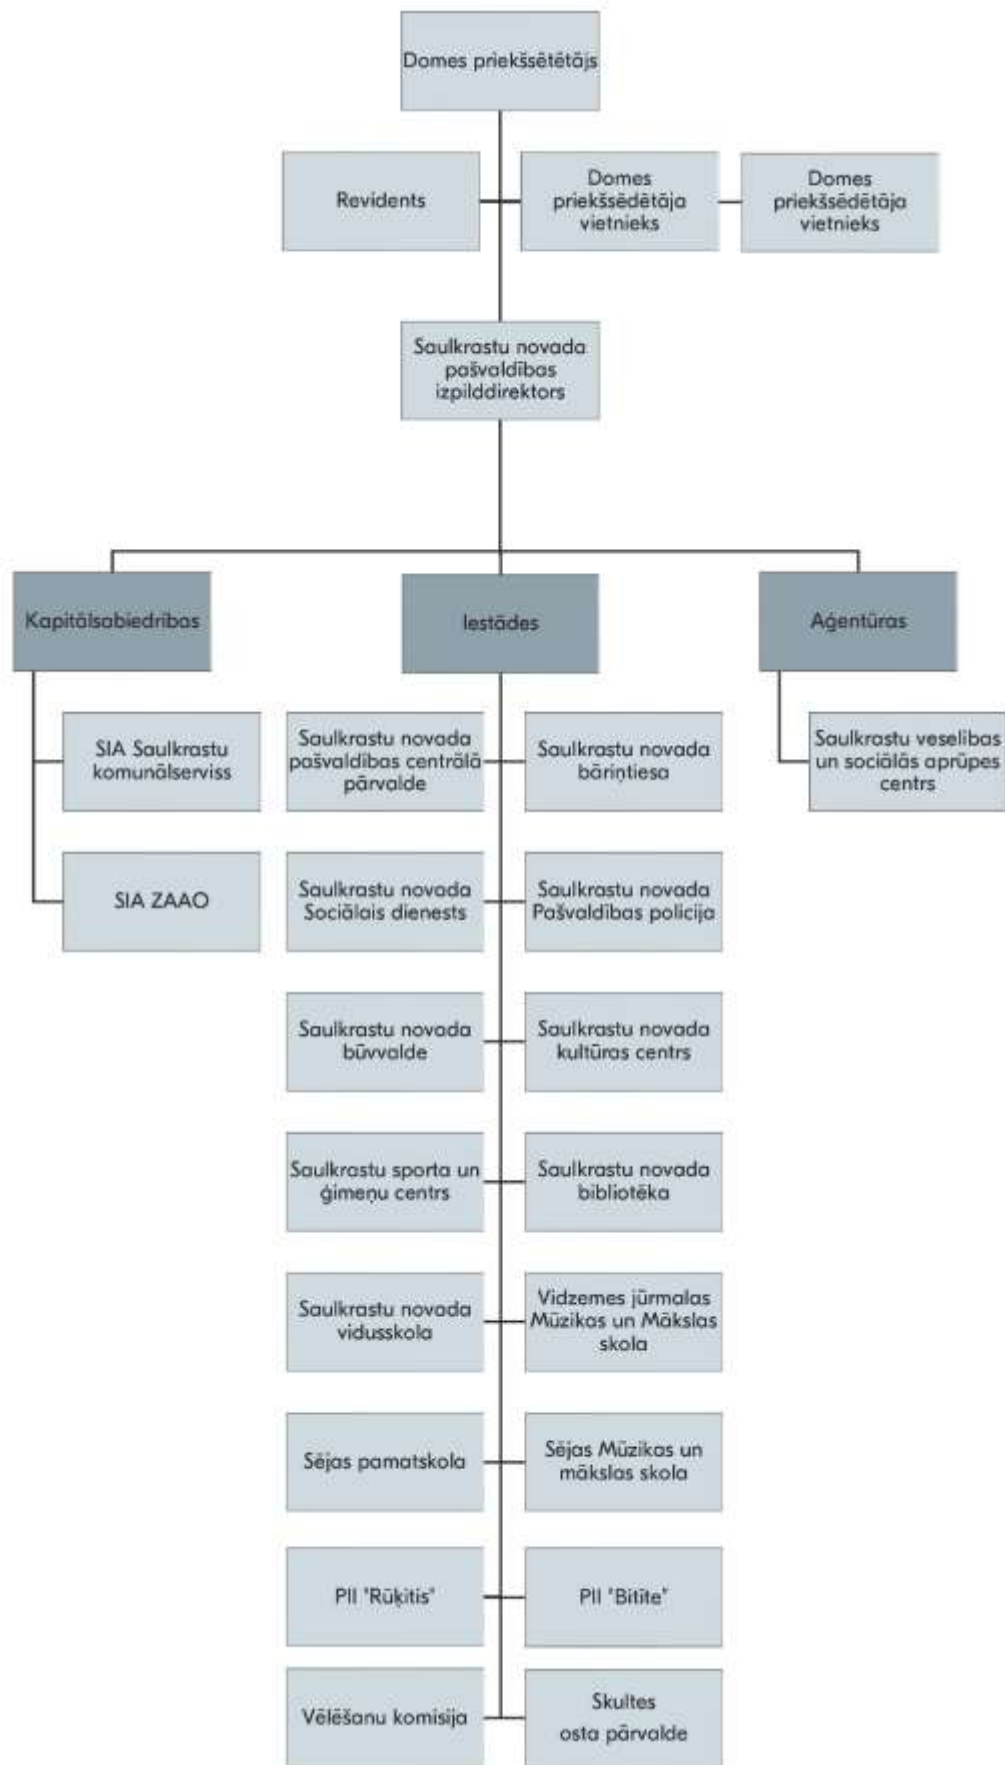 Domes priekšsētētājs
Revidents
Domes
priekšsēdētāja
vietnieks
Domes
priekšsēdētāja
vietnieks
Saulkrastu novada
pašvaldības
izpilddirektors
Kapitālsabiedrības
Iestādes
Aģentūras
SIA Saulkrastu
komunālserviss
Saulkrastu novada
pašvaldības centrālā
pārvalde
Saulkrastu novada
bāriņtiesa
Saulkrastu veselības
un sociālās aprūpes
centrs
SIA ZAAO
Saulkrastu novada
Sociālais dienests
Saulkrastu novada
Pašvaldības policija
Saulkrastu novada
būvvalde
Saulkrastu novada
kultūras centrs
Saulkrastu sporta un
ģimeņu centrs
Saulkrastu novada
bibliotēka
Saulkrastu novada
vidusskola
Vidzemes jūrmalas
Mūzikas un Mākslas
skola
Sējas pamatskola
Sējas Mūzikas un
mākslas skola
PII "Rūķītis"
PII "Bitīte"
Vēlēšanu komisija
Skultes
osta pārvalde